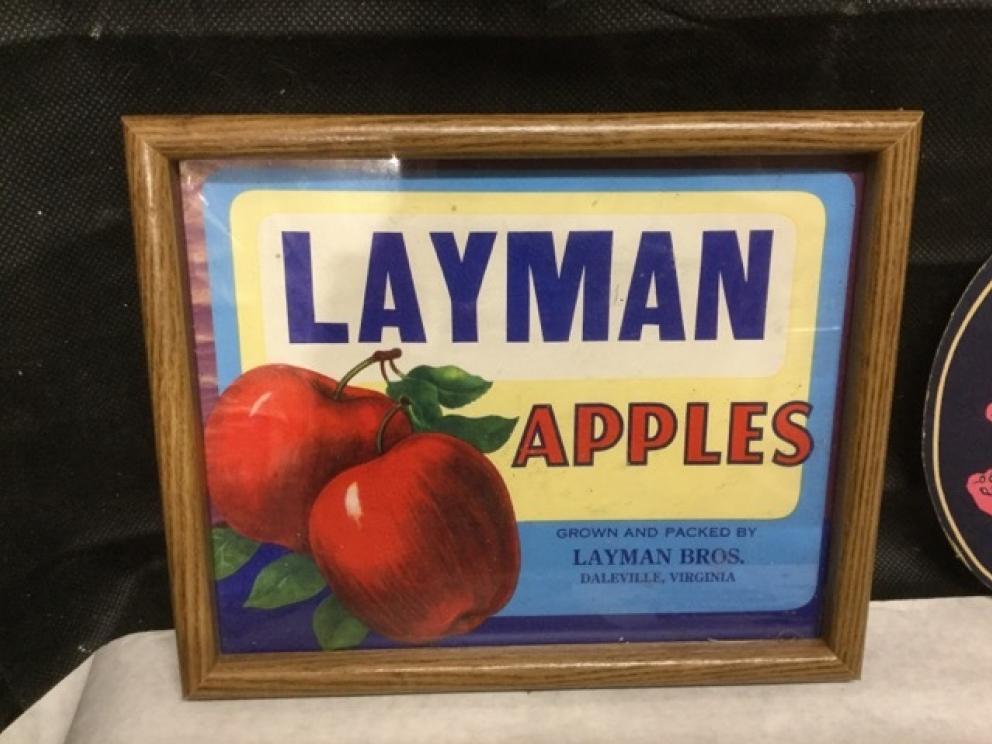 LAYMAN
APPLES
GROWN AND PACKED BY
LAYMAN BROS.
DALEVILLE, VIRGINIA